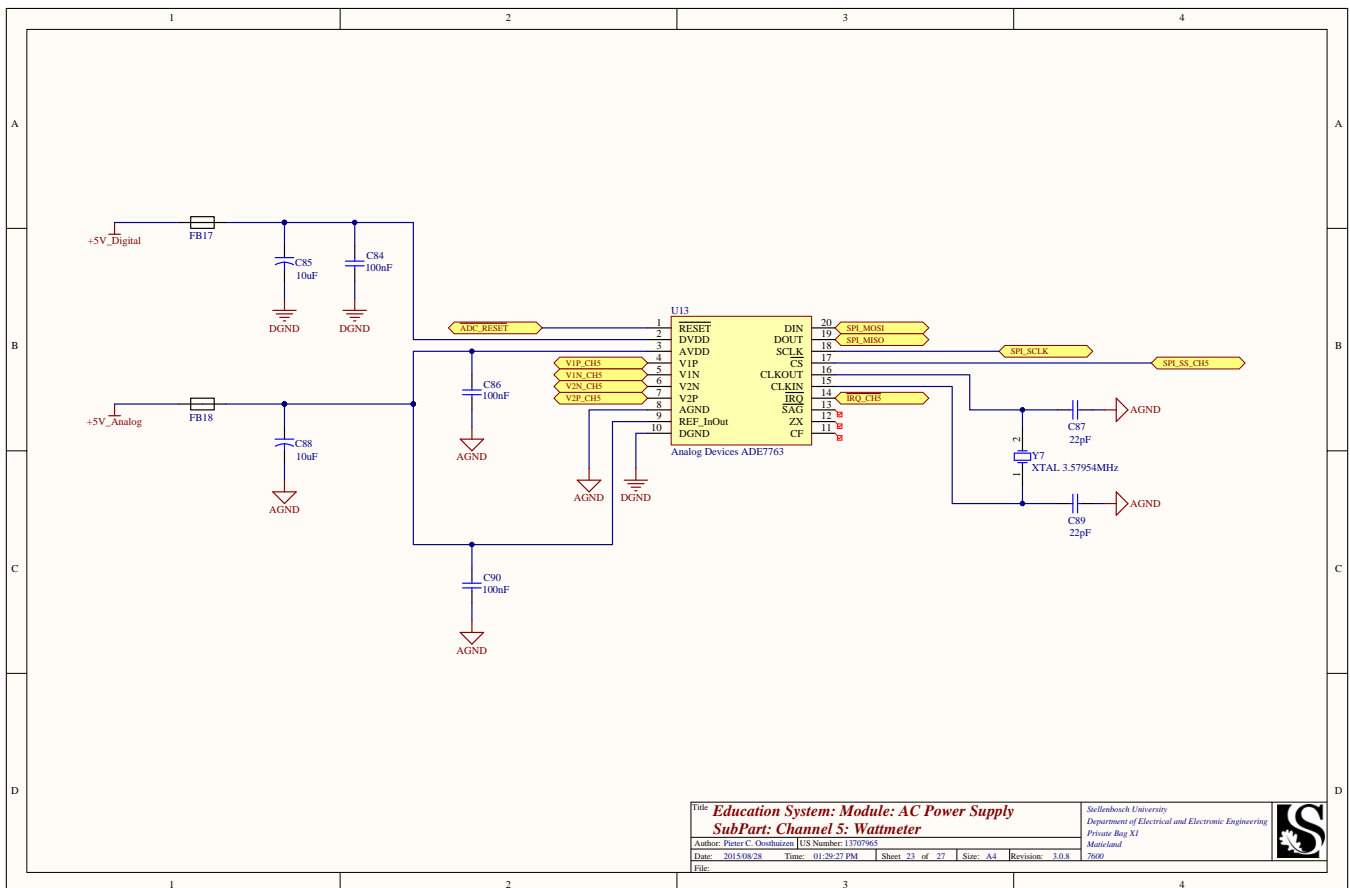 1 2 3 4
A A
B B
C C
D D
+5V_Digital
FB17
C85
10uF
C84
100nF
DGND DGND
+5V_Analog
FB18
C88
10uF
AGND
C86
100nF
AGND
C90
100nF
AGND
AGND DGND
U13
ADC_RESET
V1P_CH5
V1N_CH5
V2N_CH5
V2P_CH5
1 RESET DIN 20
2 DVDD DOUT 19
3 AVDD SCLK 18
4 V1P CS 17
5 V1N CLKOUT 16
6 V2N CLKIN 15
7 V2P IRQ 14
8 AGND SAG 13
9 REF_InOut ZX 12
10 DGND CF 11
Analog Devices ADE7763
SPI_MOSI
SPI_MISO
SPI_SCLK
SPI_SS_CH5
IRQ_CH5
C87
22pF
AGND
2
Y7
XTAL 3.57954MHz
1
C89
22pF
AGND
Title Education System: Module: AC Power Supply
SubPart: Channel 5: Wattmeter
Author: Pieter C. Oosthuizen US Number: 13707965
Date: 2015/08/28 Time: 01:29:27 PM Sheet 23 of 27 Size: A4 Revision: 3.0.8
File:
Stellenbosch University
Department of Electrical and Electronic Engineering
Private Bag X1
Matieland
7600
1 2 3 4